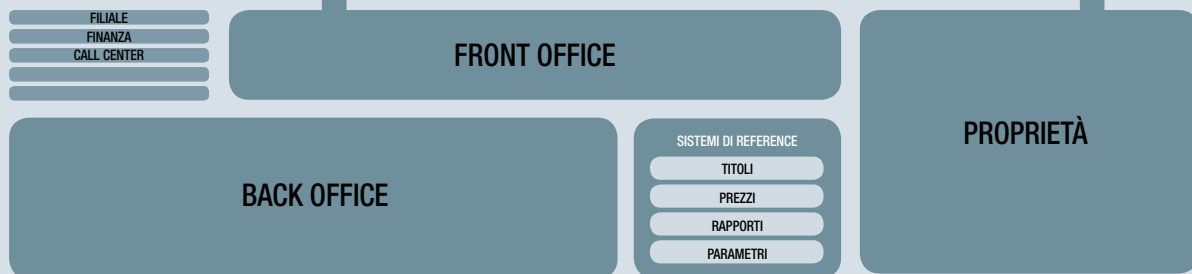 FILIALE
FINANZA
CALL CENTER
FRONT OFFICE
PROPRIETÀ
BACK OFFICE
SISTEMI DI REFERENCE
TITOLI
PREZZI
RAPPORTI
PARAMETRI